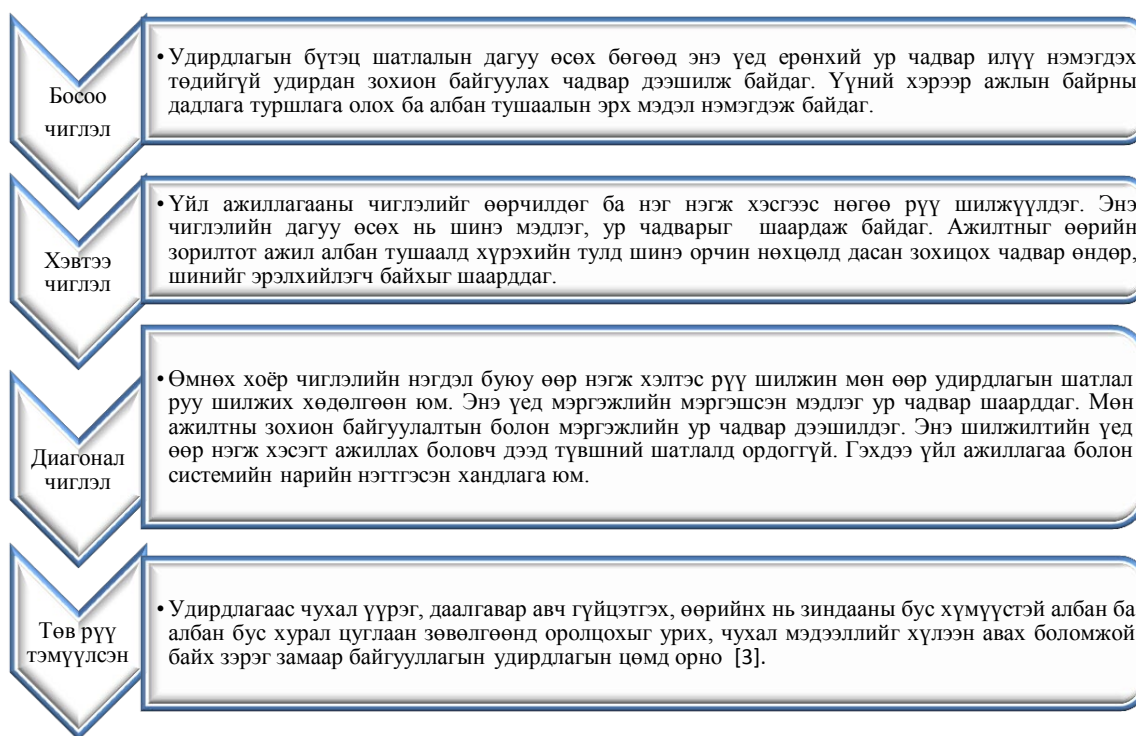 Босоо
чиглэл
• Удирдлагын бүтэц шатлалын дагуу өсөх бөгөөд энэ үед ерөнхий ур чадвар илүү нэмэгдэх
төдийгүй удирдан зохион байгуулах чадвар дээшилж байдаг. Үүний хэрээр ажлын байрны
дадлага туршлага олох ба албан тушаалын эрх мэдэл нэмэгдэж байдаг.
Хэвтээ
чиглэл
• Үйл ажиллагааны чиглэлийг өөрчилдөг ба нэг нэгж хэсгээс нөгөө рүү шилжүүлдэг. Энэ
чиглэлийн дагуу өсөх нь шинэ мэдлэг, ур чадварыг шаардаж байдаг. Ажилтныг өөрийн
зорилтот ажил албан тушаалд хүрэхийн тулд шинэ орчин нөхцөлд дасан зохицох чадвар өндөр,
шинийг эрэлхийлэгч байхыг шаарддаг.
Диагонал
чиглэл
• Өмнөх хоёр чиглэлийн нэгдэл буюу өөр нэгж хэлтэс рүү шилжин мөн өөр удирдлагын шатлал
руу шилжих хөдөлгөөн юм. Энэ үед мэргэжлийн мэргэшсэн мэдлэг ур чадвар шаарддаг. Мөн
ажилтны зохион байгуулалтын болон мэргэжлийн ур чадвар дээшилдэг. Энэ шилжилтийн үед
өөр нэгж хэсэгт ажиллах боловч дээд түвшний шатлалд ордоггүй. Гэхдээ үйл ажиллагаа болон
системийн нарийн нэгтгэсэн хандлага юм.
Төв рүү
тэмүүлсэн
• Удирдлагаас чухал үүрэг, даалгавар авч гүйцэтгэх, өөрийнх нь зиндааны бус хүмүүстэй албан ба
албан бус хурал цуглаан зөвөлгөөнд оролцохыг урих, чухал мэдээллийг хүлээн авах боломжой
байх зэрэг замаар байгууллагын удирдлагын цөмд орно [3].